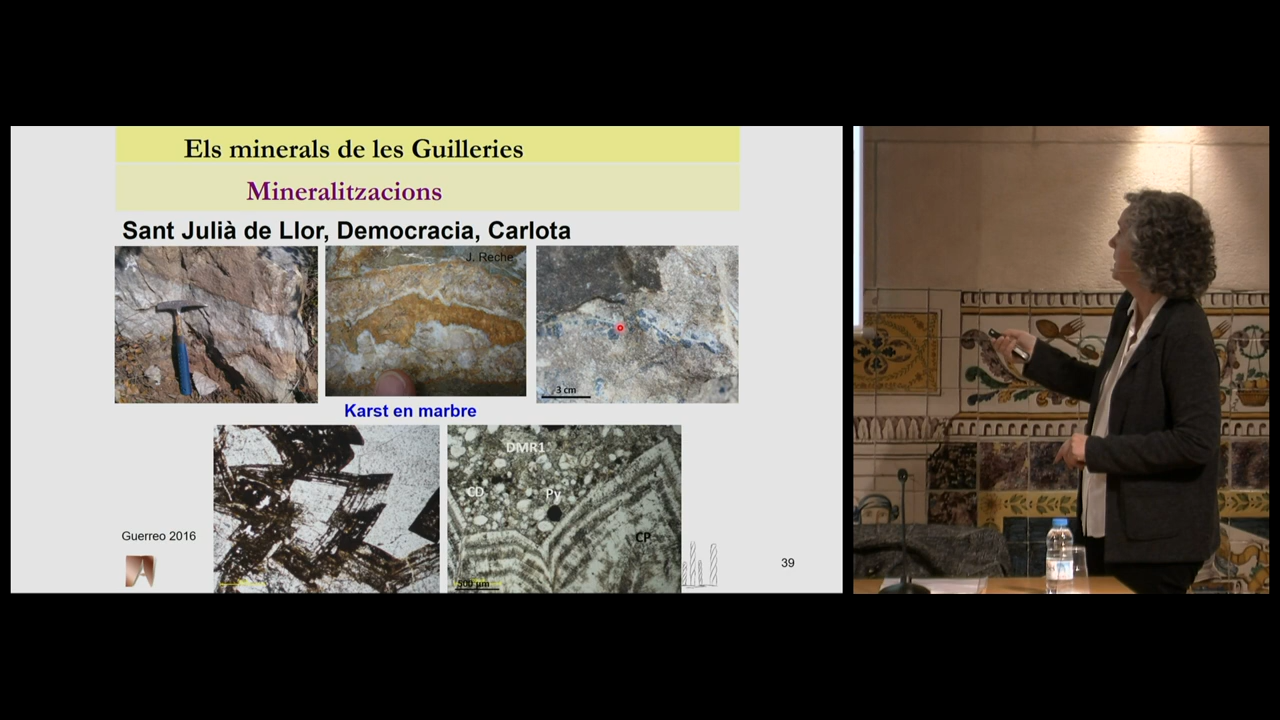 Els minerals de les Guilleries
Mineralitzacions
Sant Julià de Llor, Democracia, Carlota
J. Reche
3 cm
Karst en marbre
DMR1
CD
Py
CP
Guerreo 2016
500 µm
39